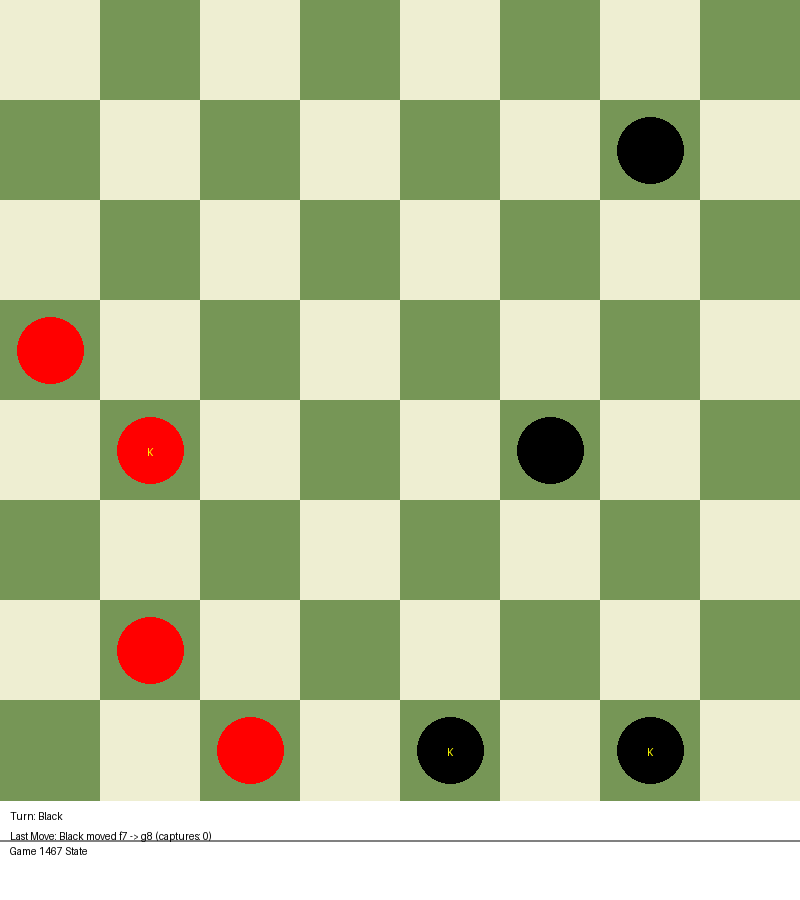 K
K
K
Turn: Black
Last Move: Black moved f7 -> g8 (captures: 0)
Game 1467 State